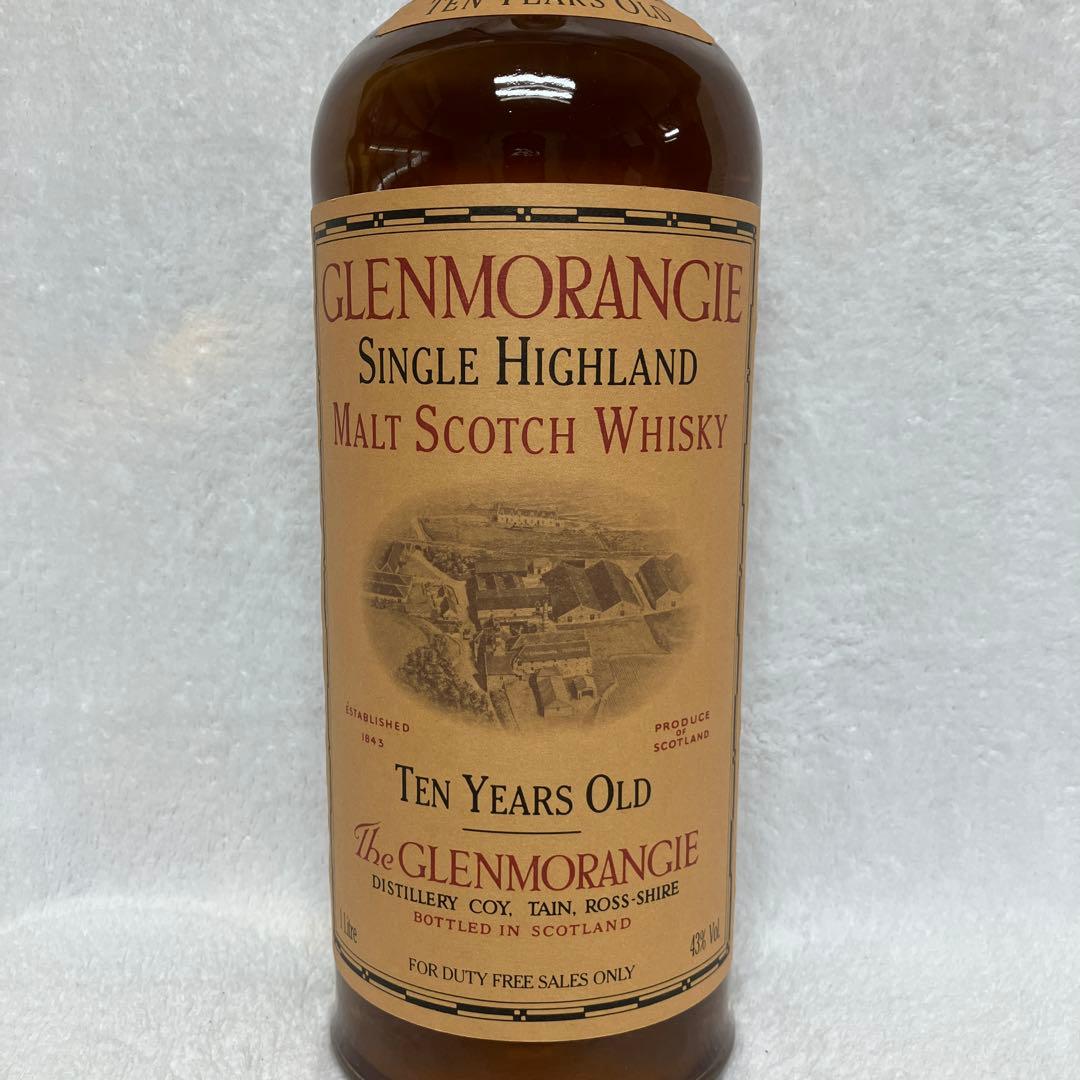 TEN YEARS OLD
GLENMORANGIE
SINGLE HIGHLAND
MALT SCOTCH WHISKY
ESTABLISHED
1843
PRODUCE
OF
SCOTLAND
TEN YEARS OLD
The GLENMORANGIE
DISTILLERY COY, TAIN, ROSS-SHIRE
BOTTLED IN SCOTLAND
1 Litre
43% Vol.
FOR DUTY FREE SALES ONLY